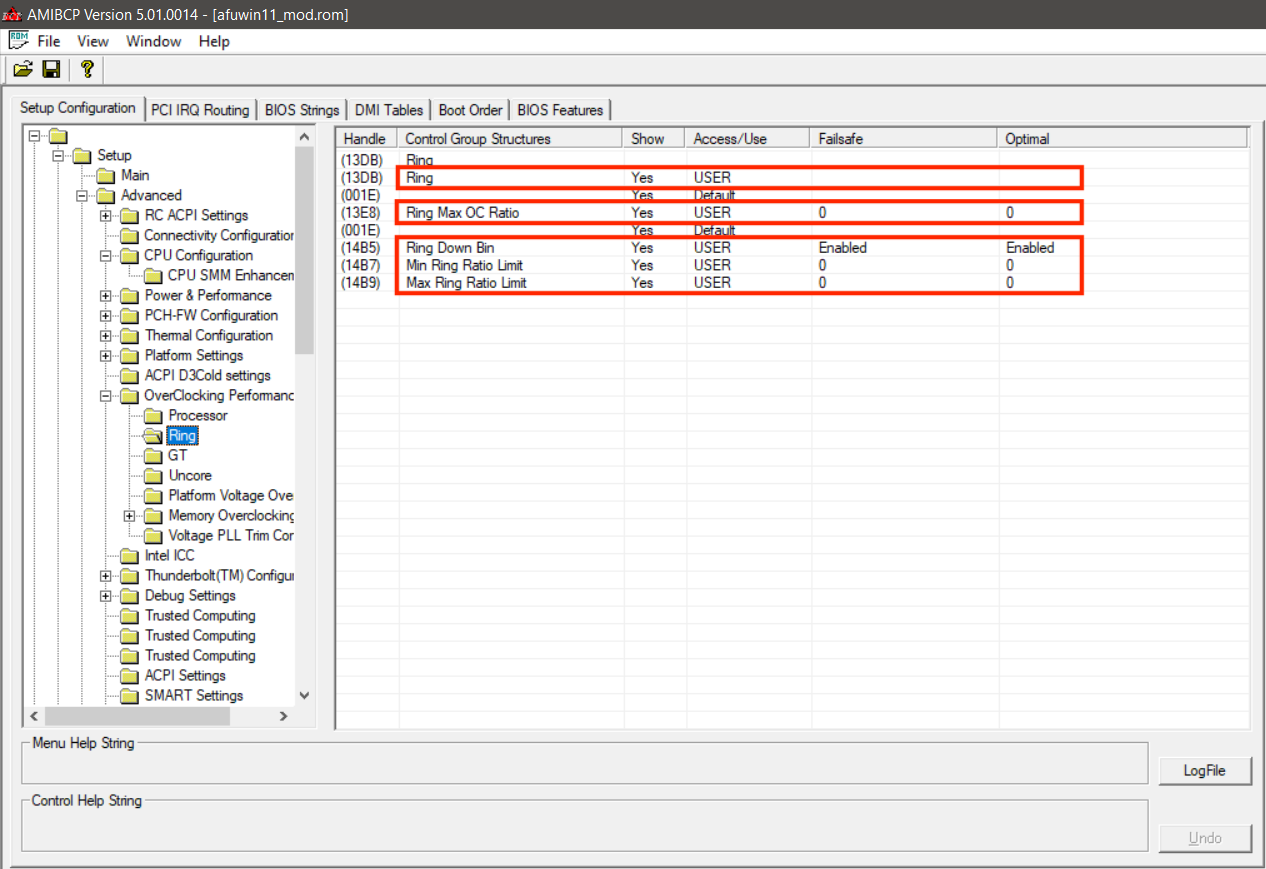 AMIBCP Version 5.01.0014 - [afuwin11_mod.rom]
File View Window Help
Setup Configuration PCI IRQ Routing BIOS Strings DMI Tables Boot Order BIOS Features
Setup
Main
Advanced
RC ACPI Settings
Connectivity Configuration
CPU Configuration
CPU SMM Enhancem
Power & Performance
PCH-FW Configuration
Thermal Configuration
Platform Settings
ACPI D3Cold settings
OverClocking Performanc
Processor
Ring
GT
Uncore
Platform Voltage Ove
Memory Overclocking
Voltage PLL Trim Cor
Intel ICC
Thunderbolt(TM) Configur
Debug Settings
Trusted Computing
Trusted Computing
Trusted Computing
ACPI Settings
SMART Settings
Handle Control Group Structures Show Access/Use Failsafe Optimal
(13DB) Ring
(13DB) Ring Yes USER
(001E) Yes Default
(13E8) Ring Max OC Ratio Yes USER 0 0
(001E) Yes Default
(14B5) Ring Down Bin Yes USER Enabled Enabled
(14B7) Min Ring Ratio Limit Yes USER 0 0
(14B9) Max Ring Ratio Limit Yes USER 0 0
Menu Help String
LogFile
Control Help String
Undo